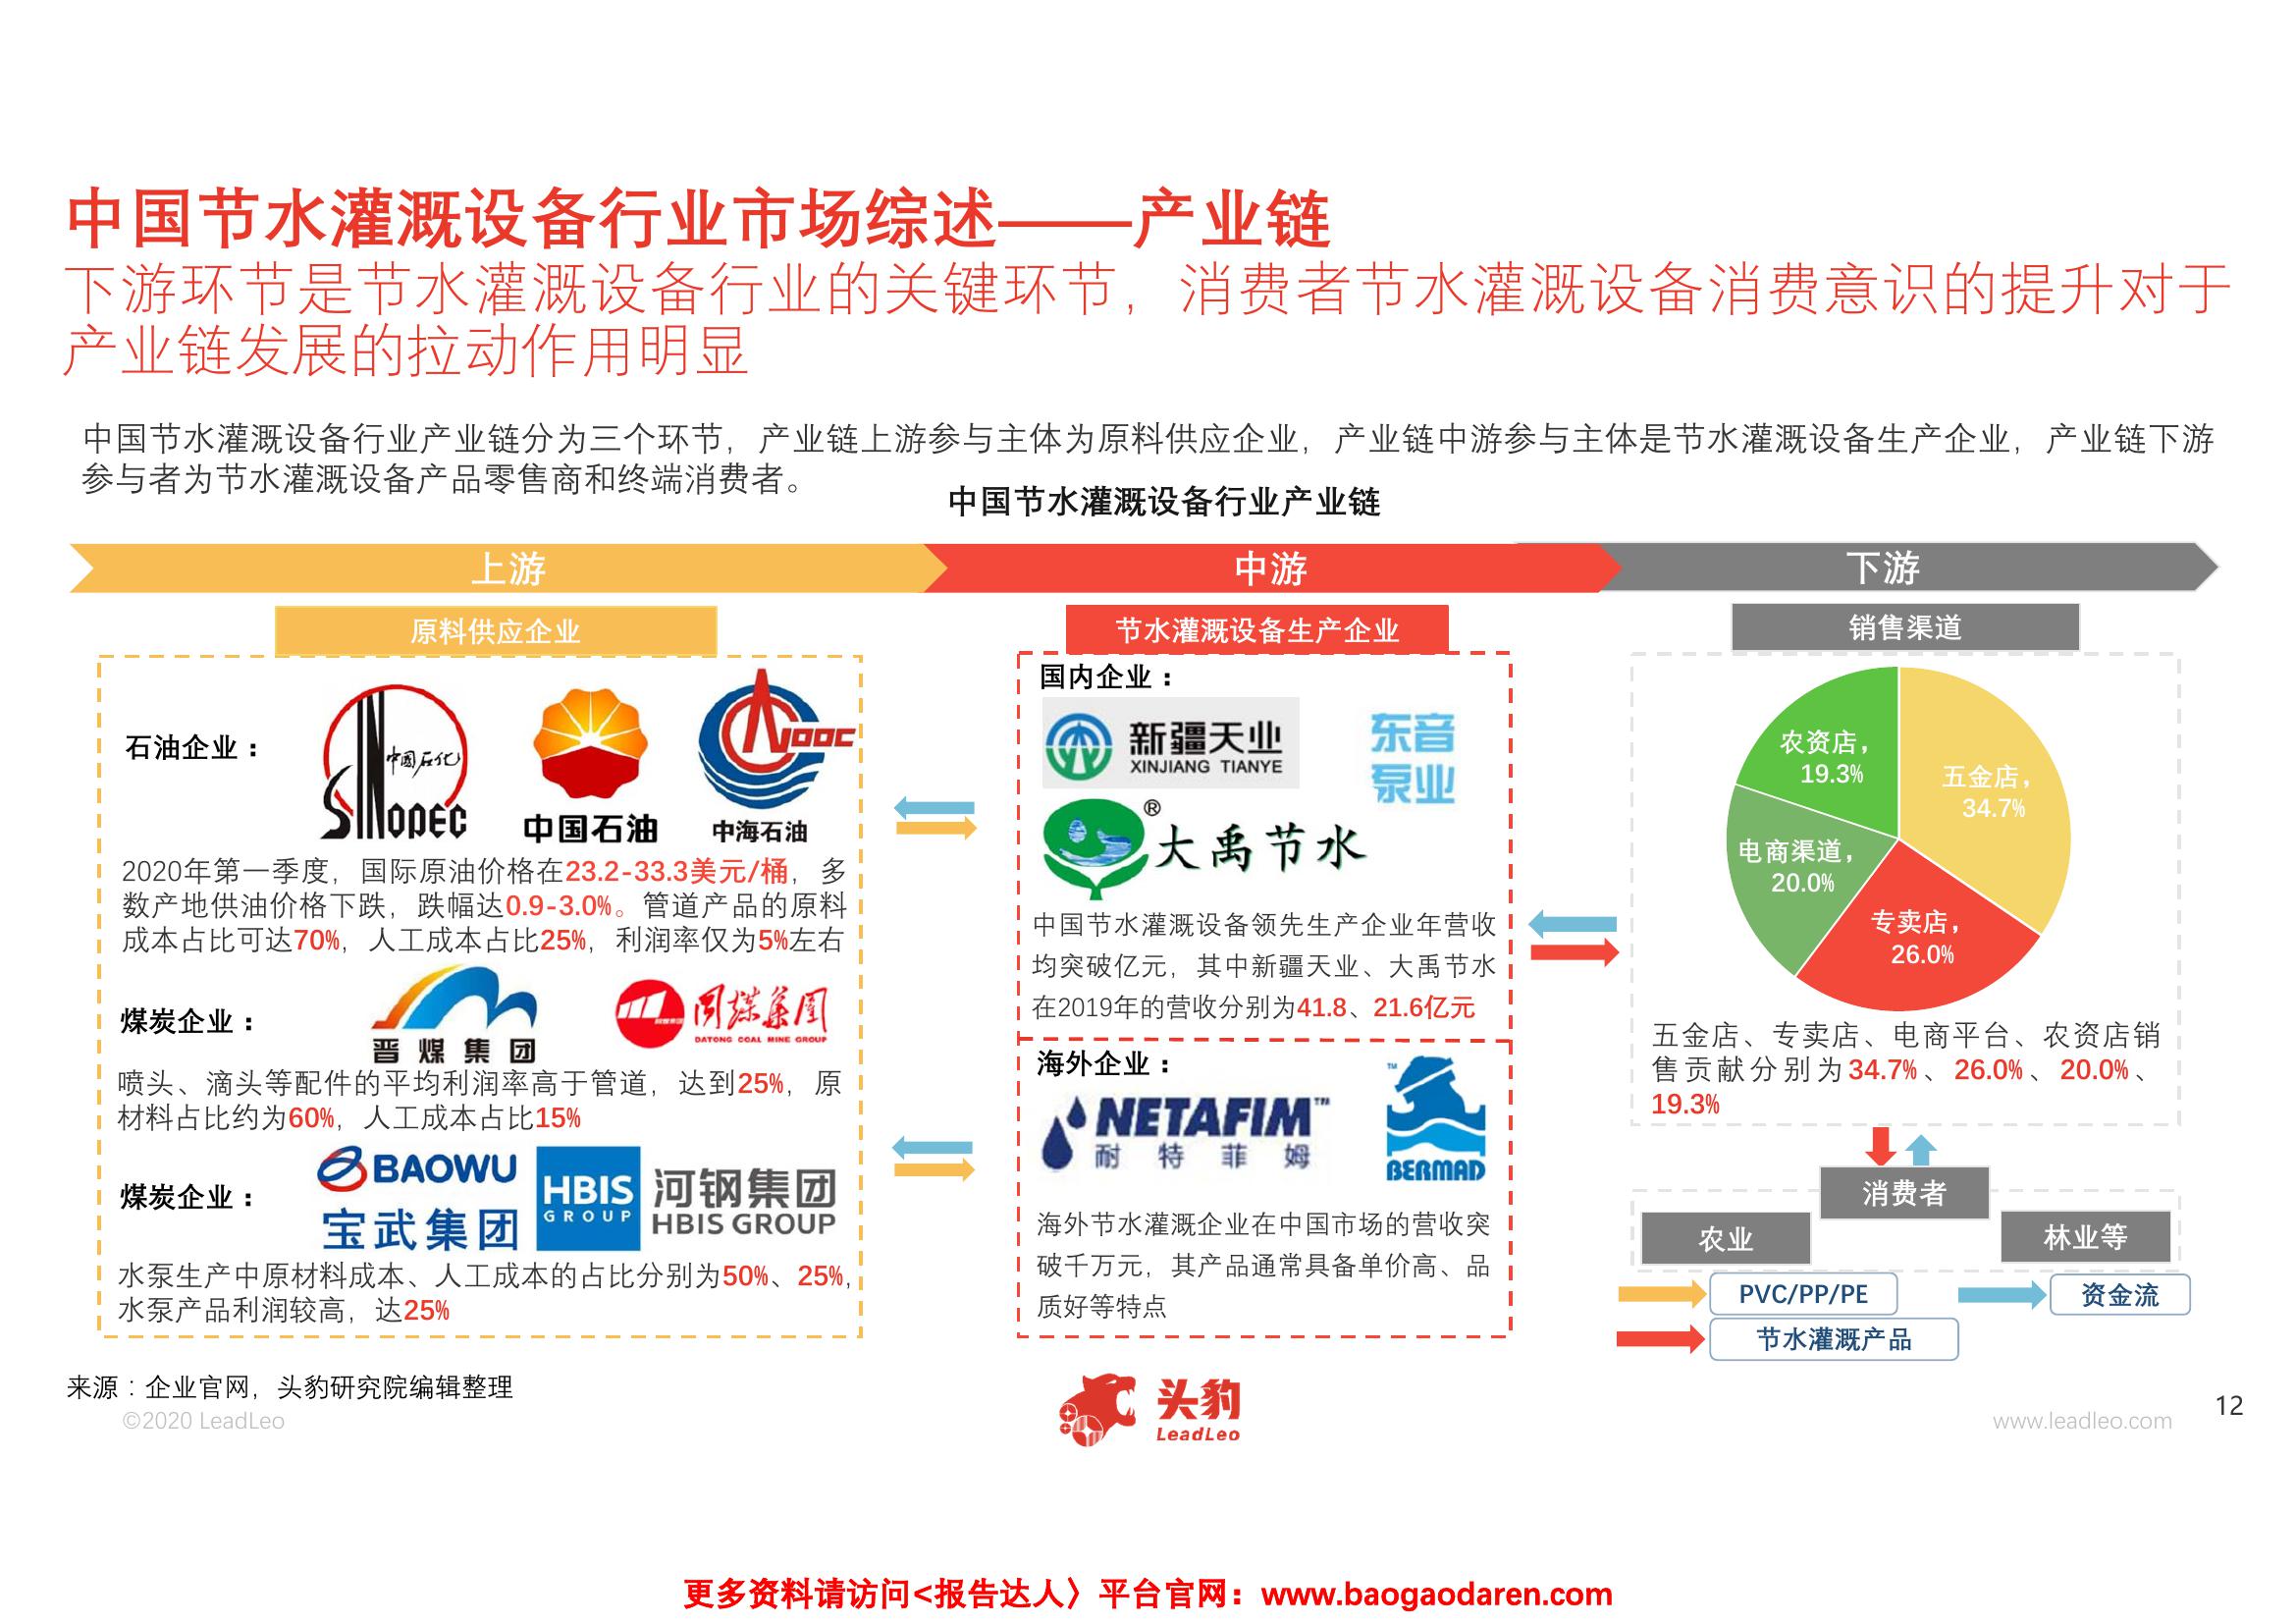 中国节水灌溉设备行业市场综述——产业链
下游环节是节水灌溉设备行业的关键环节，消费者节水灌溉设备消费意识的提升对于
产业链发展的拉动作用明显
中国节水灌溉设备行业产业链分为三个环节，产业链上游参与主体为原料供应企业，产业链中游参与主体是节水灌溉设备生产企业，产业链下游
参与者为节水灌溉设备产品零售商和终端消费者。
中国节水灌溉设备行业产业链
上游
中游
下游
原料供应企业
石油企业：
SINOPEC
中国石化
中国石油
CNOOC
中海石油
2020年第一季度，国际原油价格在23.2-33.3美元/桶，多
数产地供油价格下跌，跌幅达0.9-3.0%。管道产品的原料
成本占比可达70%，人工成本占比25%，利润率仅为5%左右
煤炭企业：
晋煤集团
同煤集团
DATONG COAL MINE GROUP
喷头、滴头等配件的平均利润率高于管道，达到25%，原
材料占比约为60%，人工成本占比15%
煤炭企业：
BAOWU
宝武集团
HBIS
GROUP
河钢集团
HBIS GROUP
水泵生产中原材料成本、人工成本的占比分别为50%、25%，
水泵产品利润较高，达25%
节水灌溉设备生产企业
国内企业：
新疆天业
XINJIANG TIANYE
东音
泵业
大禹节水®
中国节水灌溉设备领先生产企业年营收
均突破亿元，其中新疆天业、大禹节水
在2019年的营收分别为41.8、21.6亿元
海外企业：
NETAFIM™
耐特菲姆
™
BERMAD
海外节水灌溉企业在中国市场的营收突
破千万元，其产品通常具备单价高、品
质好等特点
销售渠道
农资店，
19.3%
五金店，
34.7%
电商渠道，
20.0%
专卖店，
26.0%
五金店、专卖店、电商平台、农资店销
售贡献分别为34.7%、26.0%、20.0%、
19.3%
消费者
农业
林业等
PVC/PP/PE
资金流
节水灌溉产品
来源：企业官网，头豹研究院编辑整理
©2020 LeadLeo
头豹
LeadLeo
www.leadleo.com
12
更多资料请访问<报告达人〉平台官网：www.baogaodaren.com